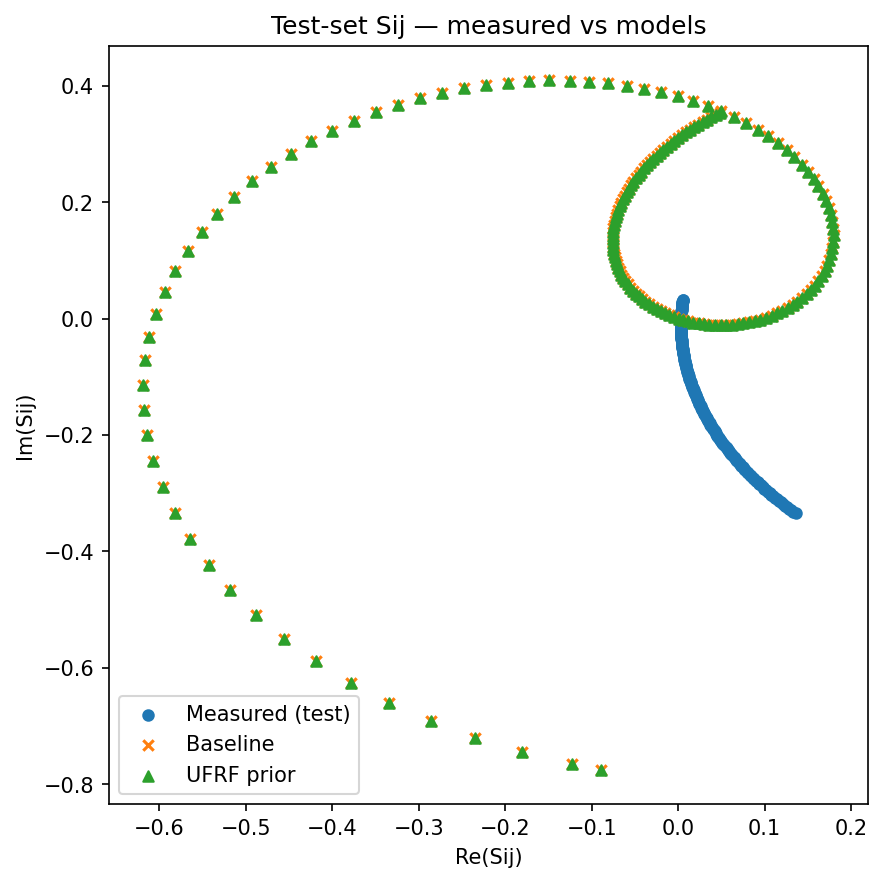 Test-set Sij — measured vs models
0.4
0.2
0.0
−0.2
−0.4
−0.6
−0.8
Im(Sij)
Measured (test)
Baseline
UFRF prior
−0.6
−0.5
−0.4
−0.3
−0.2
−0.1
0.0
0.1
0.2
Re(Sij)